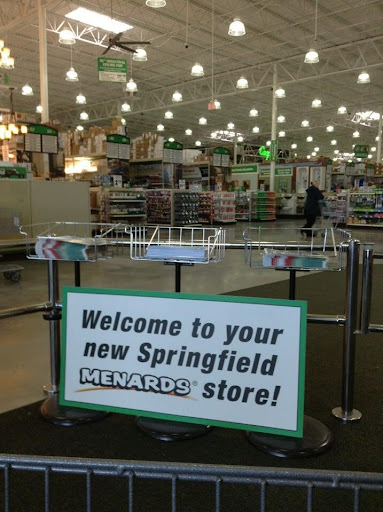 Welcome to your
new Springfield
MENARDS® store!